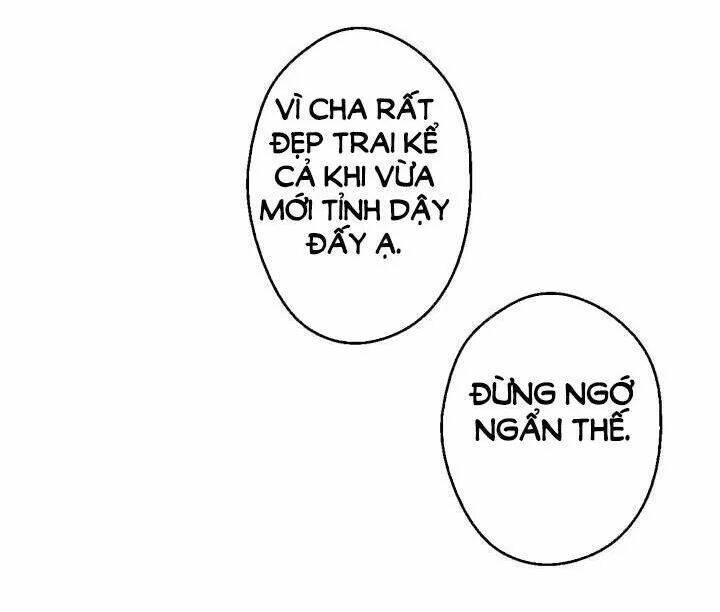 VÌ CHA RẤT
ĐẸP TRAI KỂ
CẢ KHI VỪA
MỚI TỈNH DẬY
ĐẤY Ạ.
ĐỪNG NGỚ
NGẨN THẾ.